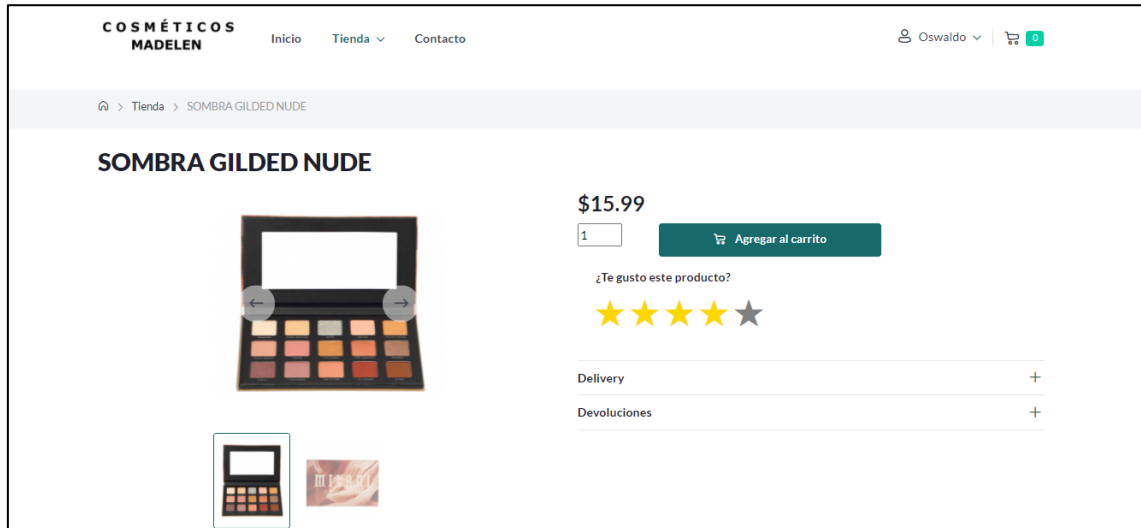 COSMÉTICOS
MADELEN
Inicio
Tienda
Contacto
Oswaldo
0
Tienda > SOMBRA GILDED NUDE
SOMBRA GILDED NUDE
$15.99
1
Agregar al carrito
¿Te gusto este producto?
Delivery
Devoluciones